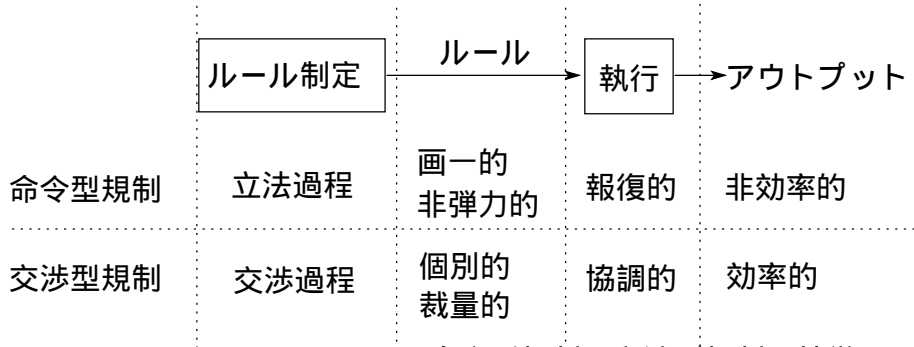 ルール制定
ルール
執行
アウトプット
命令型規制
立法過程
画一的
非弾力的
報復的
非効率的
交渉型規制
交渉過程
個別的
裁量的
協調的
効率的